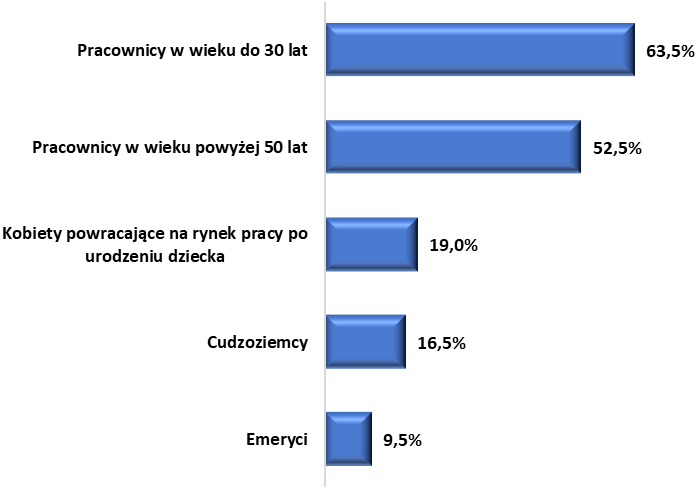 Pracownicy w wieku do 30 lat
63,5%
Pracownicy w wieku powyżej 50 lat
52,5%
Kobiety powracające na rynek pracy po
urodzeniu dziecka
19,0%
Cudzoziemcy
16,5%
Emeryci
9,5%